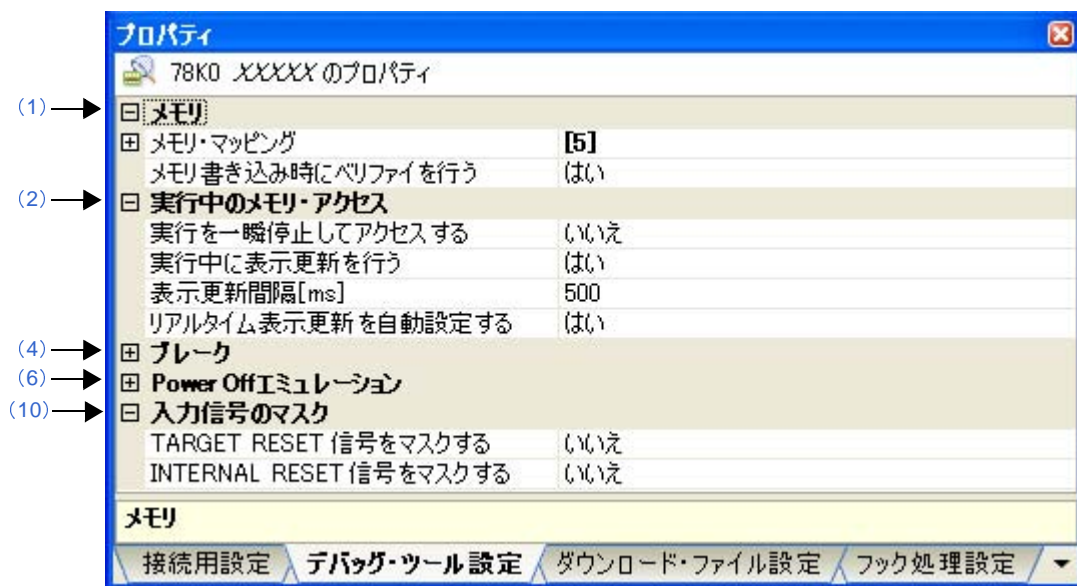 プロパティ
78K0 XXXXX のプロパティ
(1) メモリ
メモリ・マッピング [5]
メモリ書き込み時にベリファイを行う はい
(2) 実行中のメモリ・アクセス
実行を一瞬停止してアクセスする いいえ
実行中に表示更新を行う はい
表示更新間隔[ms] 500
リアルタイム表示更新を自動設定する はい
(4) ブレーク
(6) Power Offエミュレーション
(10) 入力信号のマスク
TARGET RESET 信号をマスクする いいえ
INTERNAL RESET 信号をマスクする いいえ
メモリ
接続用設定 デバッグ・ツール設定 ダウンロード・ファイル設定 フック処理設定